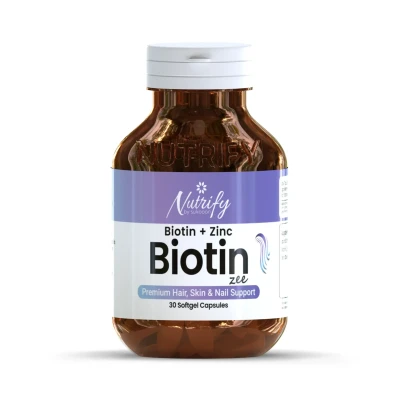 NUTRIFY
Nutrify
Biotin + Zinc
Biotin
zee
Premium Hair, Skin & Nail Support
30 Softgel Capsules